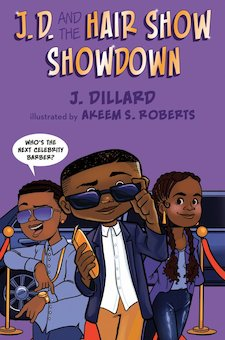 J.D. AND THE HAIR SHOW
SHOWDOWN
J. DILLARD
illustrated by AKEEM S. ROBERTS
WHO'S THE
NEXT CELEBRITY
BARBER?